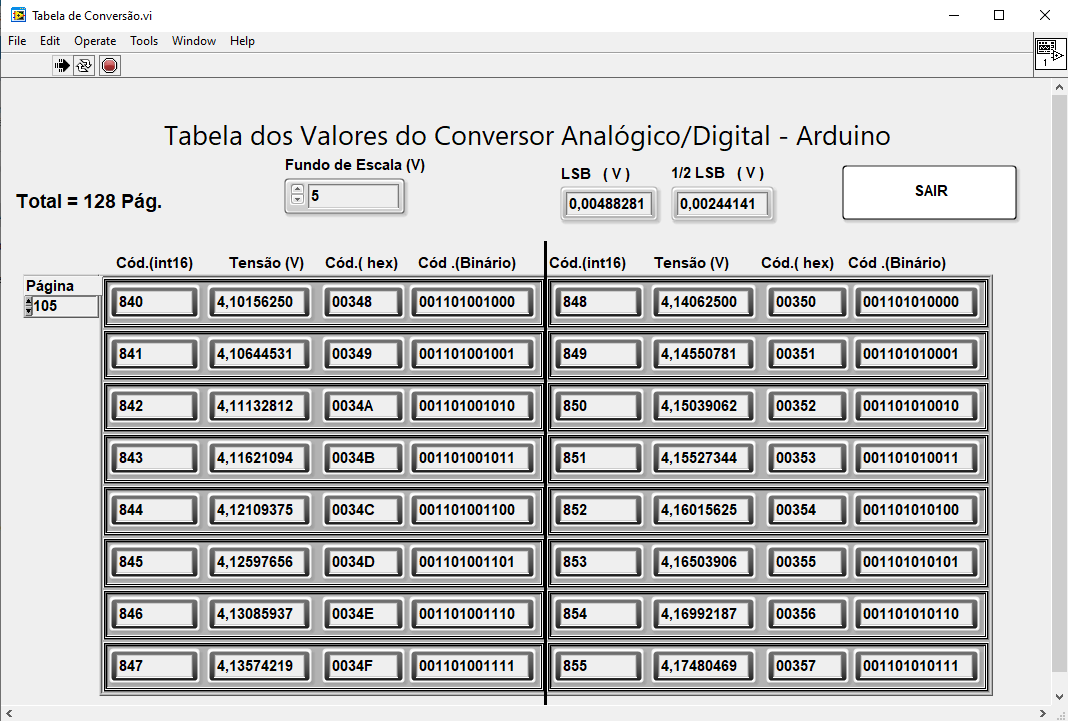 Tabela de Conversão.vi
File Edit Operate Tools Window Help
1
Tabela dos Valores do Conversor Analógico/Digital - Arduino
Fundo de Escala (V)
LSB ( V ) 1/2 LSB ( V )
Total = 128 Pág.
5
0,00488281 0,00244141
SAIR
Cód.(int16) Tensão (V) Cód.( hex) Cód .(Binário) Cód.(int16) Tensão (V) Cód.( hex) Cód .(Binário)
Página
105
840 4,10156250 00348 001101001000 848 4,14062500 00350 001101010000
841 4,10644531 00349 001101001001 849 4,14550781 00351 001101010001
842 4,11132812 0034A 001101001010 850 4,15039062 00352 001101010010
843 4,11621094 0034B 001101001011 851 4,15527344 00353 001101010011
844 4,12109375 0034C 001101001100 852 4,16015625 00354 001101010100
845 4,12597656 0034D 001101001101 853 4,16503906 00355 001101010101
846 4,13085937 0034E 001101001110 854 4,16992187 00356 001101010110
847 4,13574219 0034F 001101001111 855 4,17480469 00357 001101010111